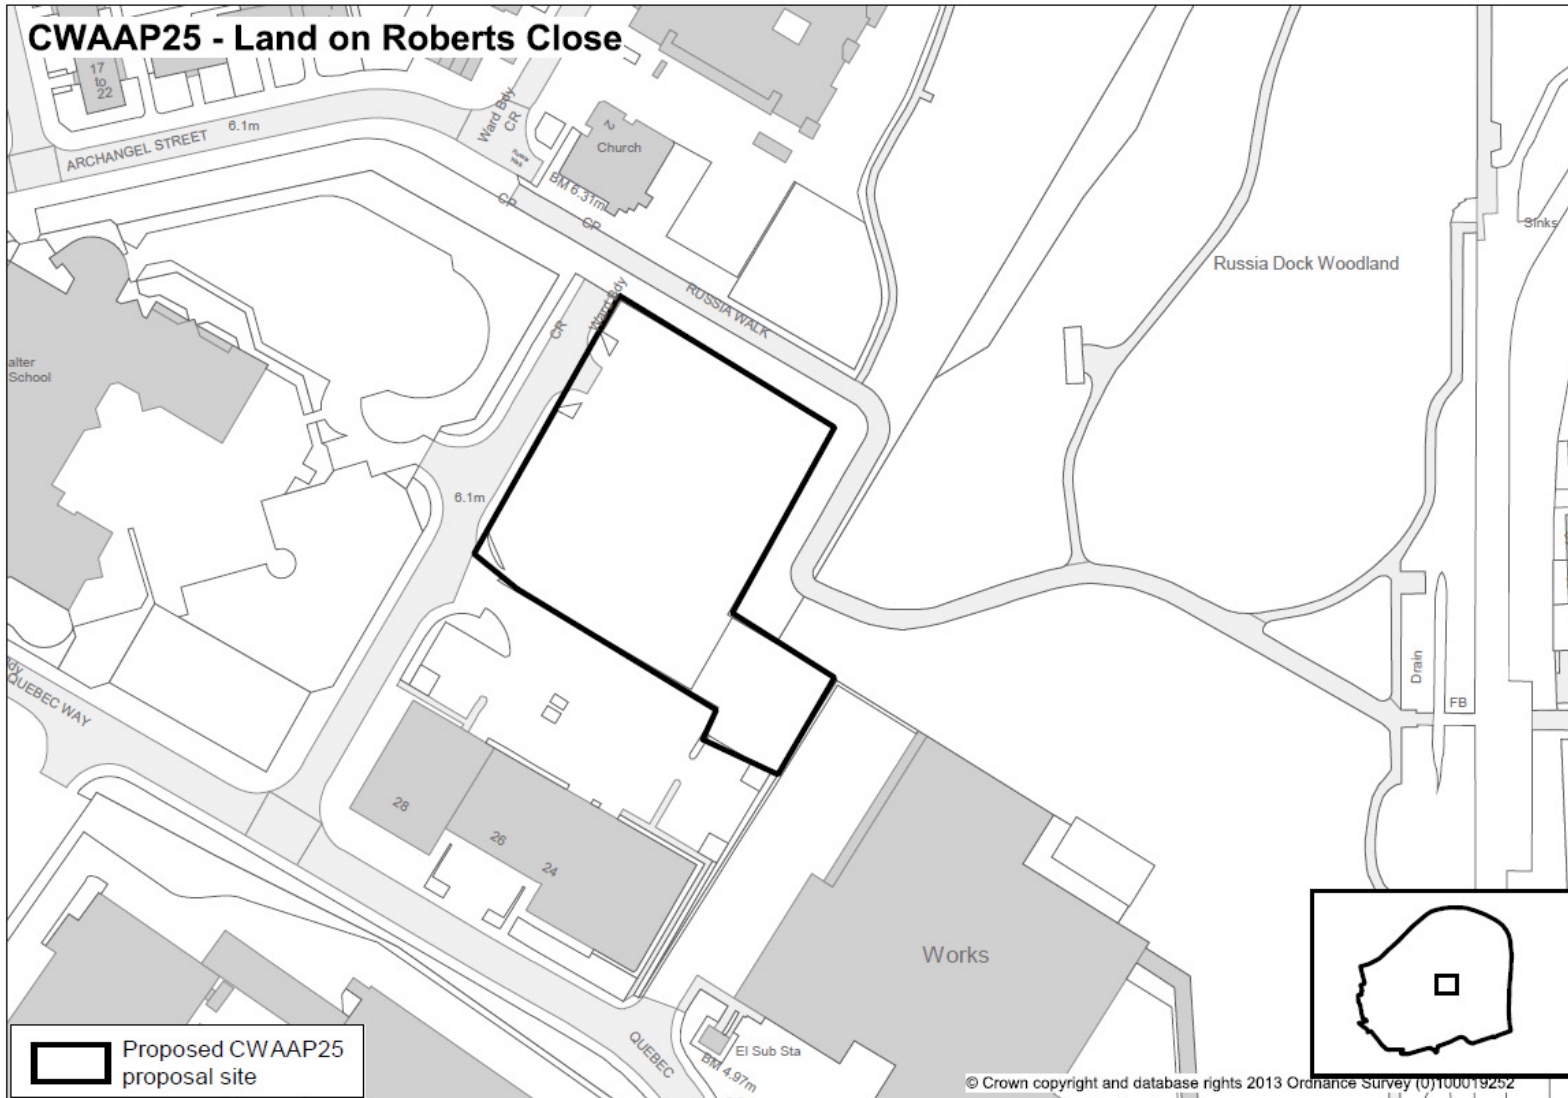 CWAAP25 - Land on Roberts Close
17
to
22
ARCHANGEL STREET
6.1m
Ward Bdy
CR
Russia
Walk
2
Church
BM 6.31m
CP
CP
RUSSIA WALK
Ward Bdy
CR
Sinks
Russia Dock Woodland
alter
School
6.1m
QUEBEC WAY
Drain
FB
28
26
24
Works
QUEBEC
El Sub Sta
BM 4.97m
Proposed CWAAP25
proposal site
© Crown copyright and database rights 2013 Ordnance Survey (0)100019252